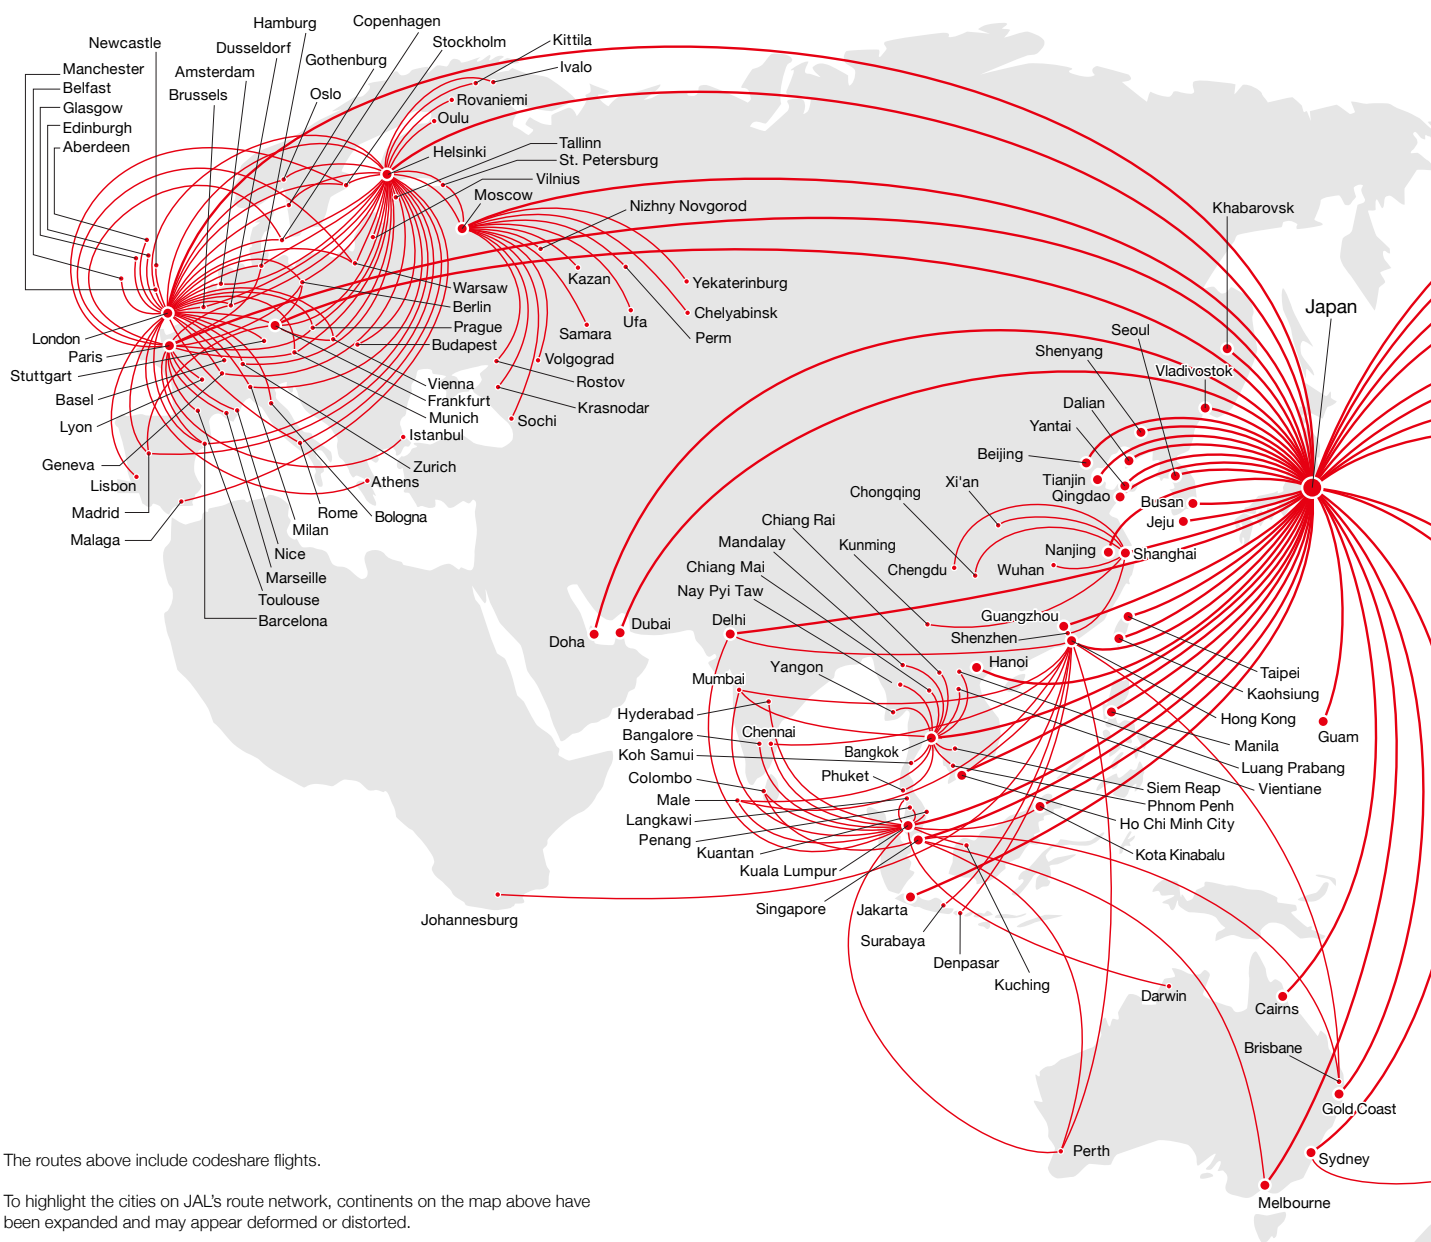 Hamburg
Copenhagen
Newcastle
Dusseldorf
Stockholm
Kittila
Manchester
Amsterdam
Gothenburg
Ivalo
Belfast
Brussels
Oslo
Rovaniemi
Glasgow
Oulu
Edinburgh
Aberdeen
Helsinki
Tallinn
St. Petersburg
Vilnius
Moscow
Nizhny Novgorod
Khabarovsk
Kazan
Yekaterinburg
Warsaw
Berlin
Chelyabinsk
Japan
Prague
Samara
Ufa
Perm
London
Budapest
Seoul
Paris
Shenyang
Stuttgart
Volgograd
Vladivostok
Basel
Vienna
Rostov
Frankfurt
Krasnodar
Dalian
Lyon
Munich
Sochi
Yantai
Istanbul
Beijing
Geneva
Zurich
Tianjin
Lisbon
Athens
Xi'an
Qingdao
Madrid
Rome
Bologna
Chongqing
Busan
Malaga
Milan
Chiang Rai
Jeju
Nice
Mandalay
Kunming
Nanjing
Shanghai
Marseille
Chiang Mai
Chengdu
Wuhan
Toulouse
Nay Pyi Taw
Barcelona
Doha
Dubai
Delhi
Guangzhou
Shenzhen
Yangon
Hanoi
Taipei
Mumbai
Kaohsiung
Hyderabad
Hong Kong
Bangalore
Chennai
Guam
Koh Samui
Bangkok
Manila
Colombo
Phuket
Luang Prabang
Male
Siem Reap
Vientiane
Langkawi
Phnom Penh
Penang
Ho Chi Minh City
Kuantan
Kota Kinabalu
Kuala Lumpur
Singapore
Jakarta
Johannesburg
Surabaya
Denpasar
Kuching
Darwin
Cairns
Brisbane
Gold Coast
Perth
Sydney
Melbourne
The routes above include codeshare flights.
To highlight the cities on JAL's route network, continents on the map above have
been expanded and may appear deformed or distorted.